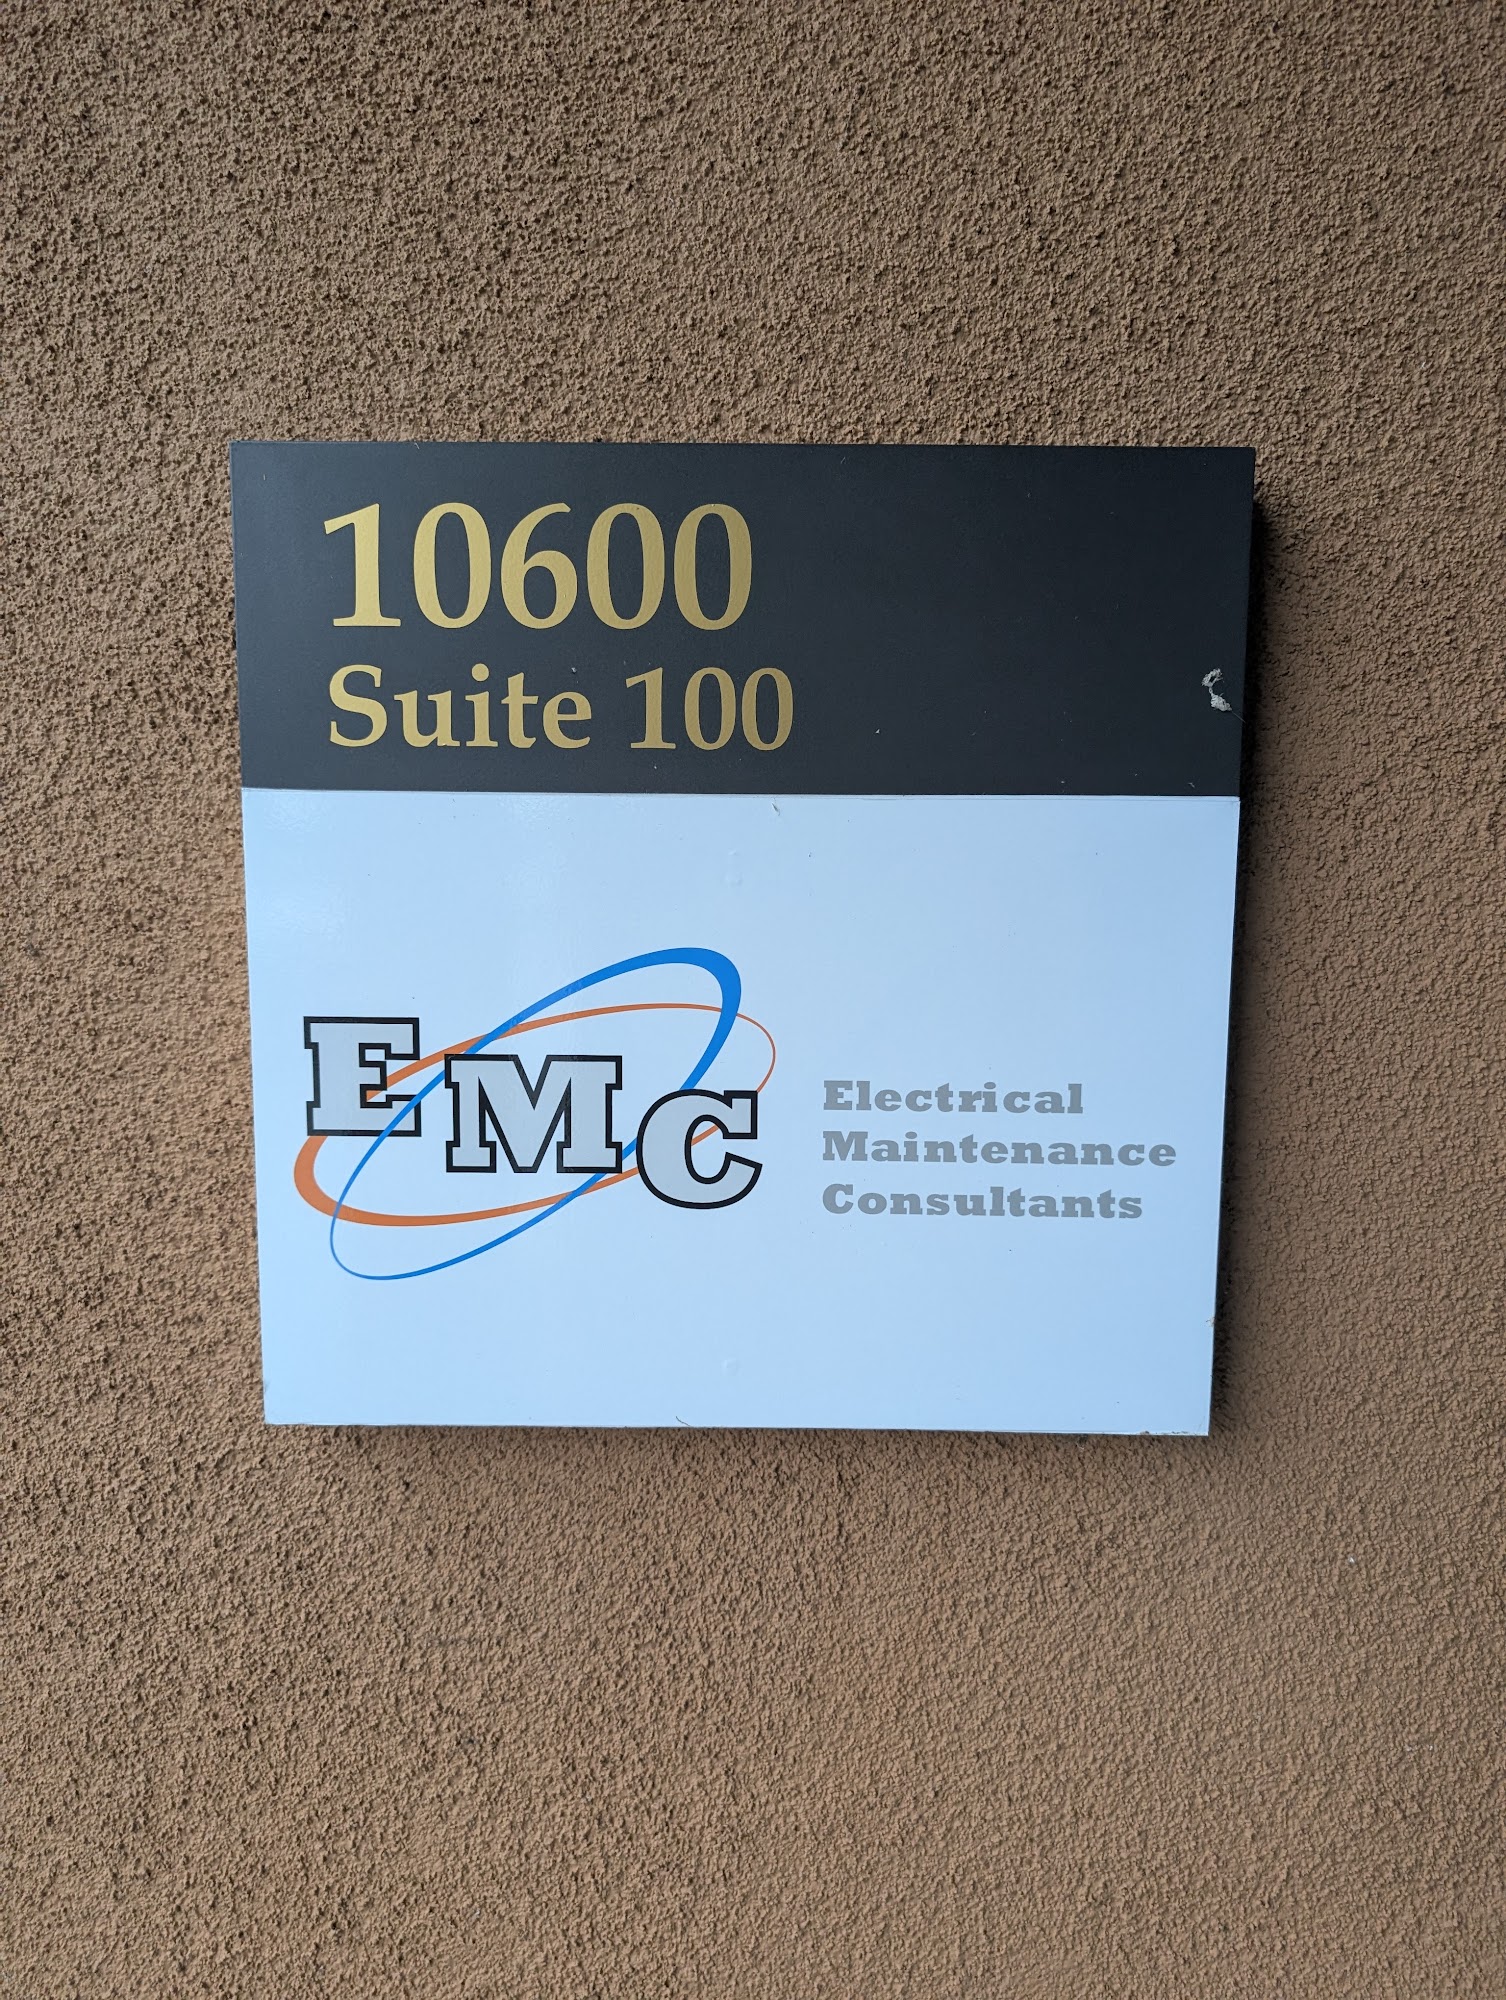 10600
Suite 100
EMC
Electrical
Maintenance
Consultants